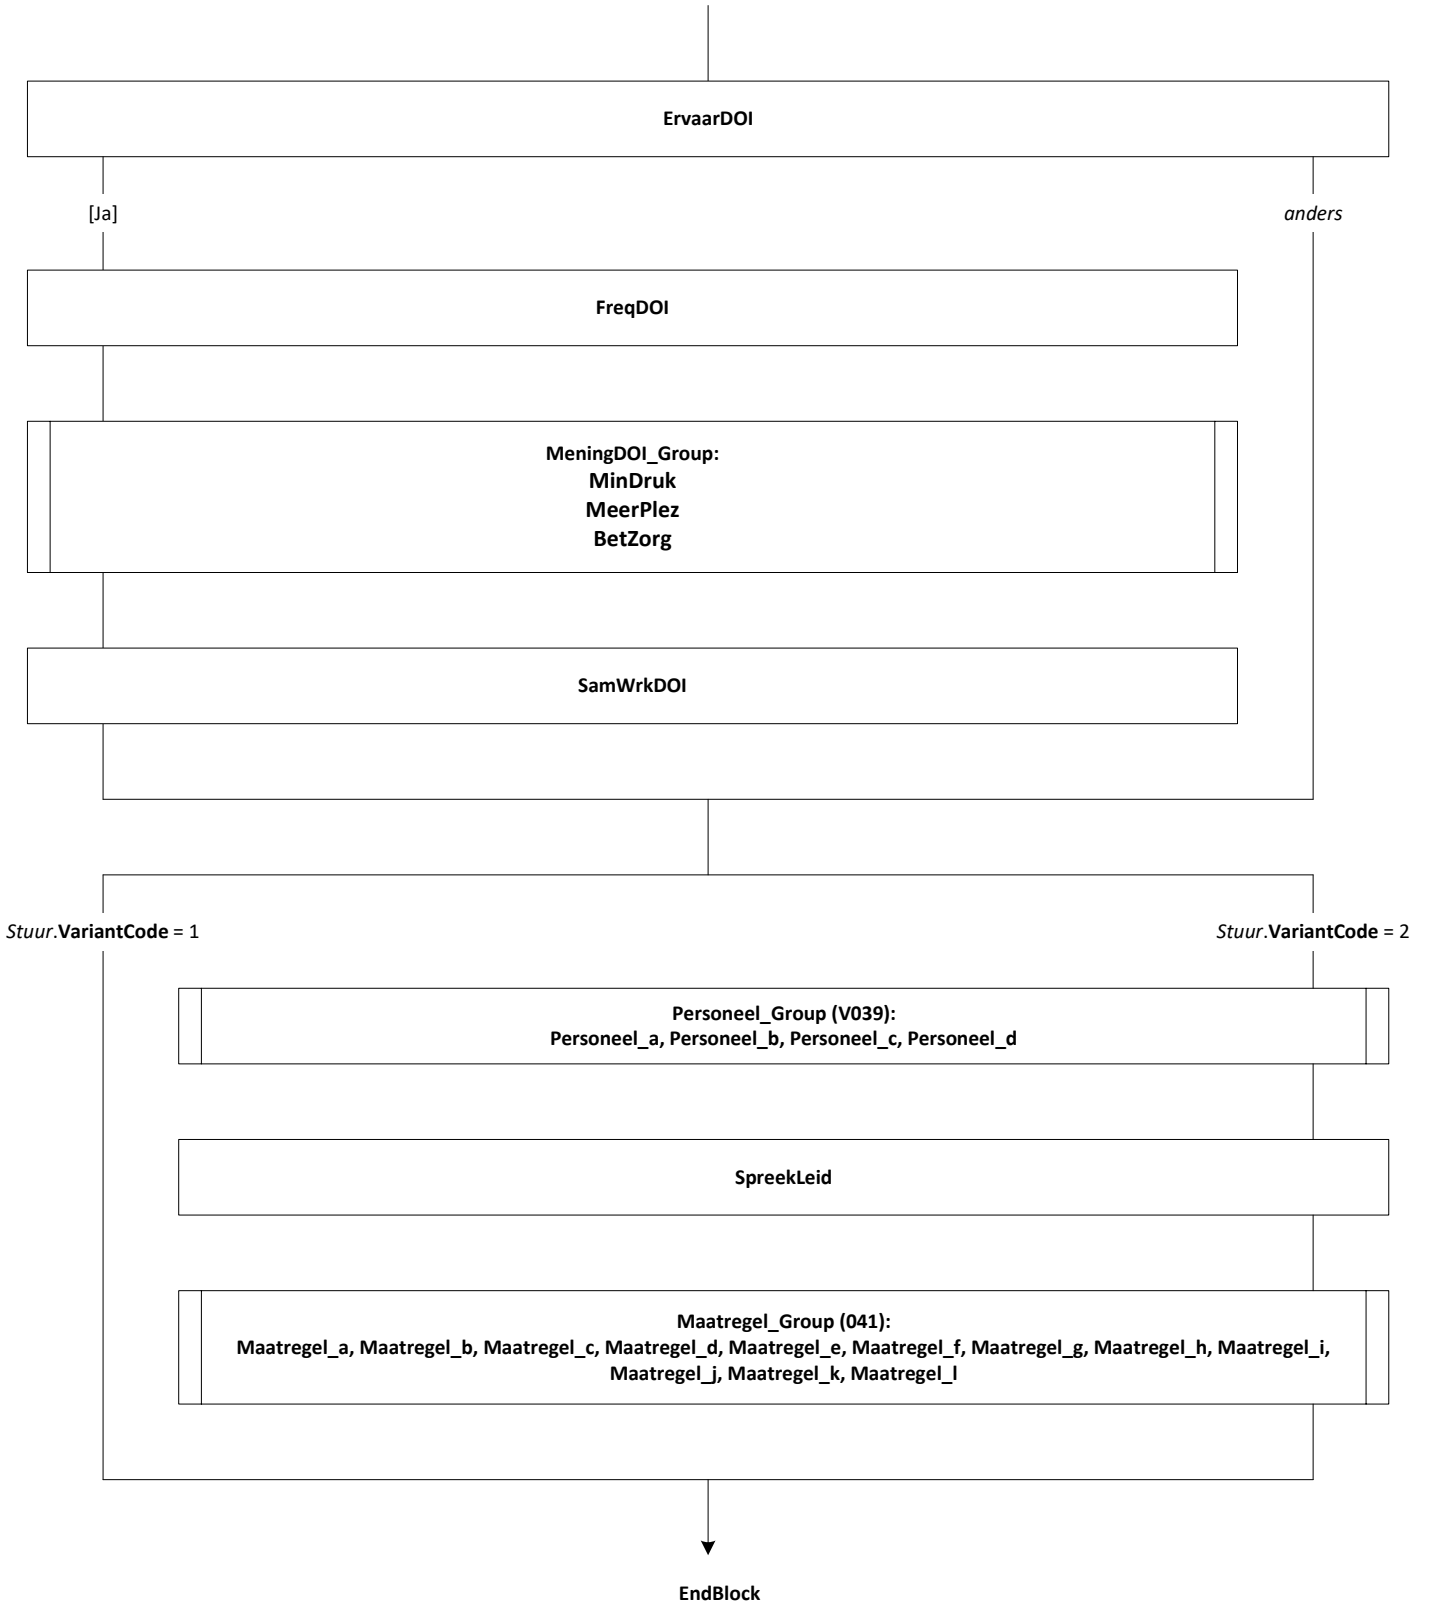 ErvaarDOI
[Ja]
anders
FreqDOI
MeningDOI_Group:
MinDruk
MeerPlez
BetZorg
SamWrkDOI
Stuur.VariantCode = 1
Stuur.VariantCode = 2
Personeel_Group (V039):
Personeel_a, Personeel_b, Personeel_c, Personeel_d
SpreekLeid
Maatregel_Group (041):
Maatregel_a, Maatregel_b, Maatregel_c, Maatregel_d, Maatregel_e, Maatregel_f, Maatregel_g, Maatregel_h, Maatregel_i,
Maatregel_j, Maatregel_k, Maatregel_l
EndBlock